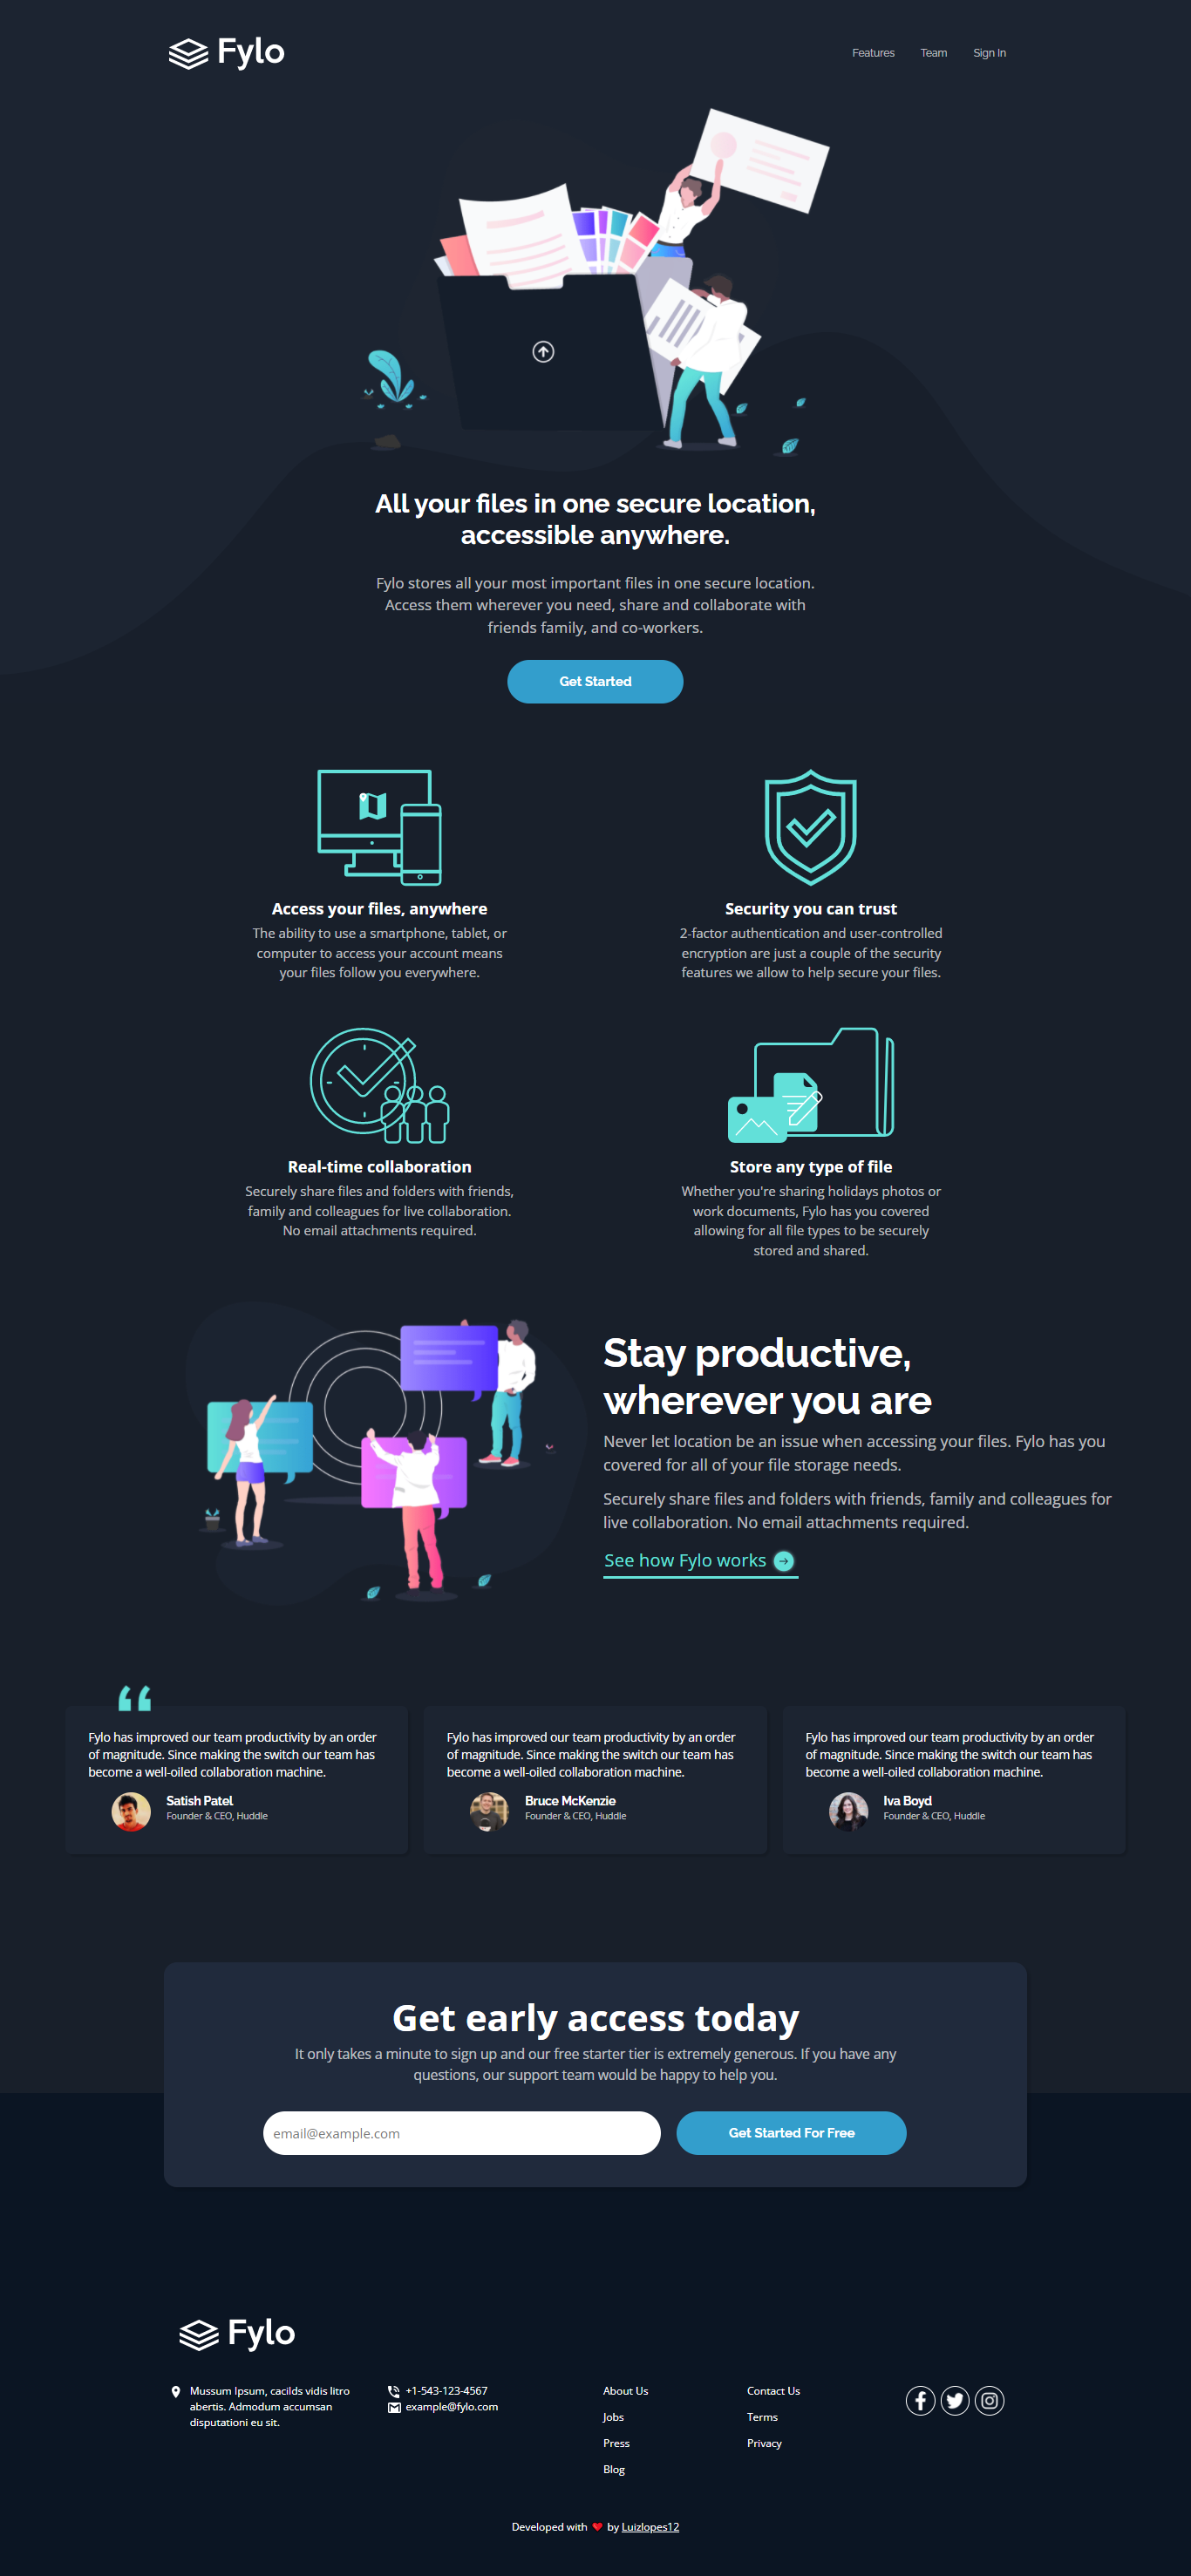 Fylo
Features Team Sign In
All your files in one secure location,
accessible anywhere.
Fylo stores all your most important files in one secure location.
Access them wherever you need, share and collaborate with
friends family, and co-workers.
Get Started
Access your files, anywhere
The ability to use a smartphone, tablet, or
computer to access your account means
your files follow you everywhere.
Security you can trust
2-factor authentication and user-controlled
encryption are just a couple of the security
features we allow to help secure your files.
Real-time collaboration
Securely share files and folders with friends,
family and colleagues for live collaboration.
No email attachments required.
Store any type of file
Whether you're sharing holidays photos or
work documents, Fylo has you covered
allowing for all file types to be securely
stored and shared.
Stay productive,
wherever you are
Never let location be an issue when accessing your files. Fylo has you
covered for all of your file storage needs.
Securely share files and folders with friends, family and colleagues for
live collaboration. No email attachments required.
See how Fylo works
“
Fylo has improved our team productivity by an order
of magnitude. Since making the switch our team has
become a well-oiled collaboration machine.
Satish Patel
Founder & CEO, Huddle
Fylo has improved our team productivity by an order
of magnitude. Since making the switch our team has
become a well-oiled collaboration machine.
Bruce McKenzie
Founder & CEO, Huddle
Fylo has improved our team productivity by an order
of magnitude. Since making the switch our team has
become a well-oiled collaboration machine.
Iva Boyd
Founder & CEO, Huddle
Get early access today
It only takes a minute to sign up and our free starter tier is extremely generous. If you have any
questions, our support team would be happy to help you.
email@example.com
Get Started For Free
Fylo
Mussum Ipsum, cacilds vidis litro
abertis. Admodum accumsan
disputationi eu sit.
+1-543-123-4567
example@fylo.com
About Us
Jobs
Press
Blog
Contact Us
Terms
Privacy
Developed with ❤ by Luizlopes12